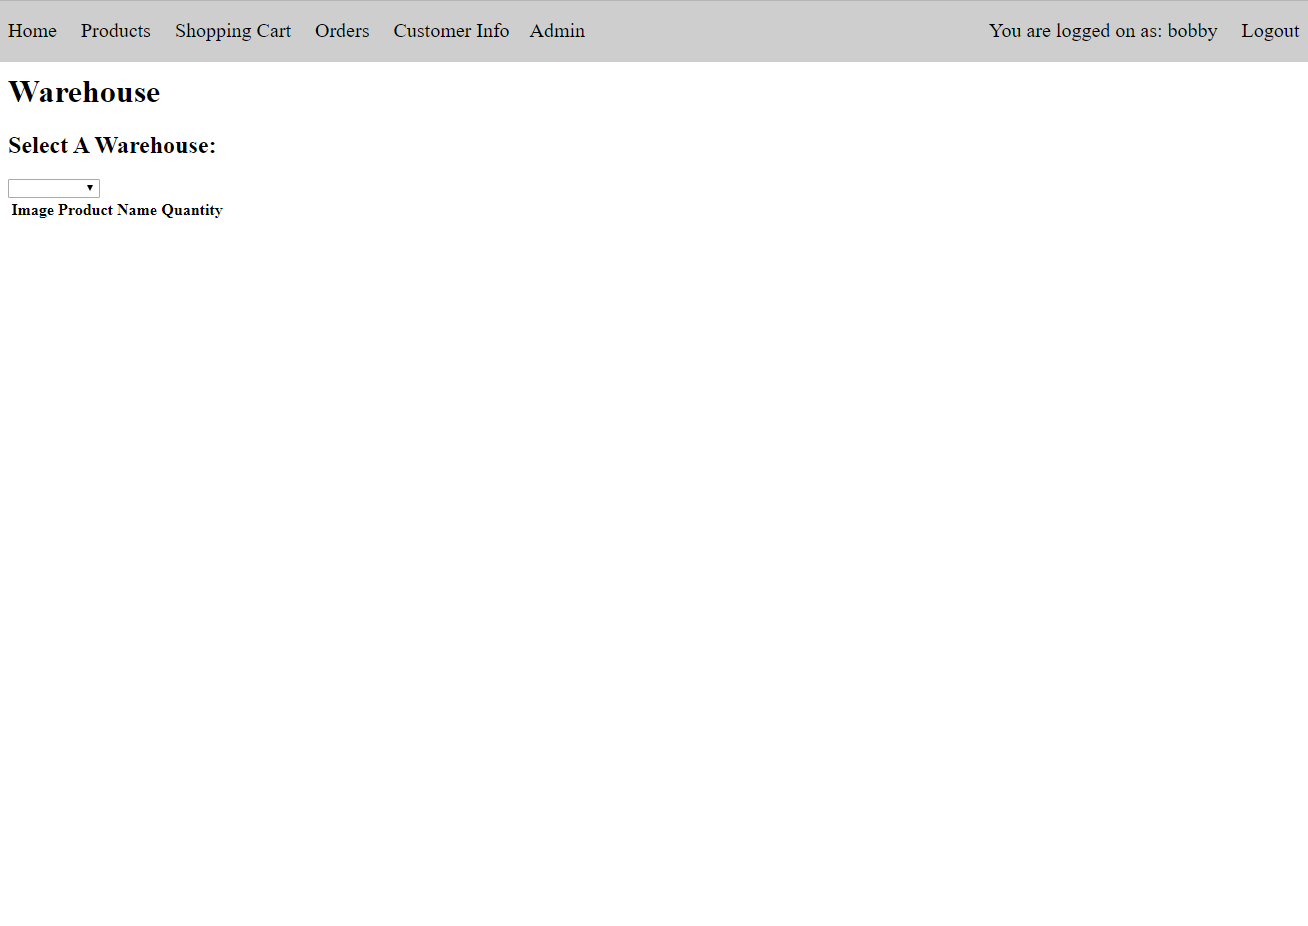 Home Products Shopping Cart Orders Customer Info Admin You are logged on as: bobby Logout
Warehouse
Select A Warehouse:
Image Product Name Quantity